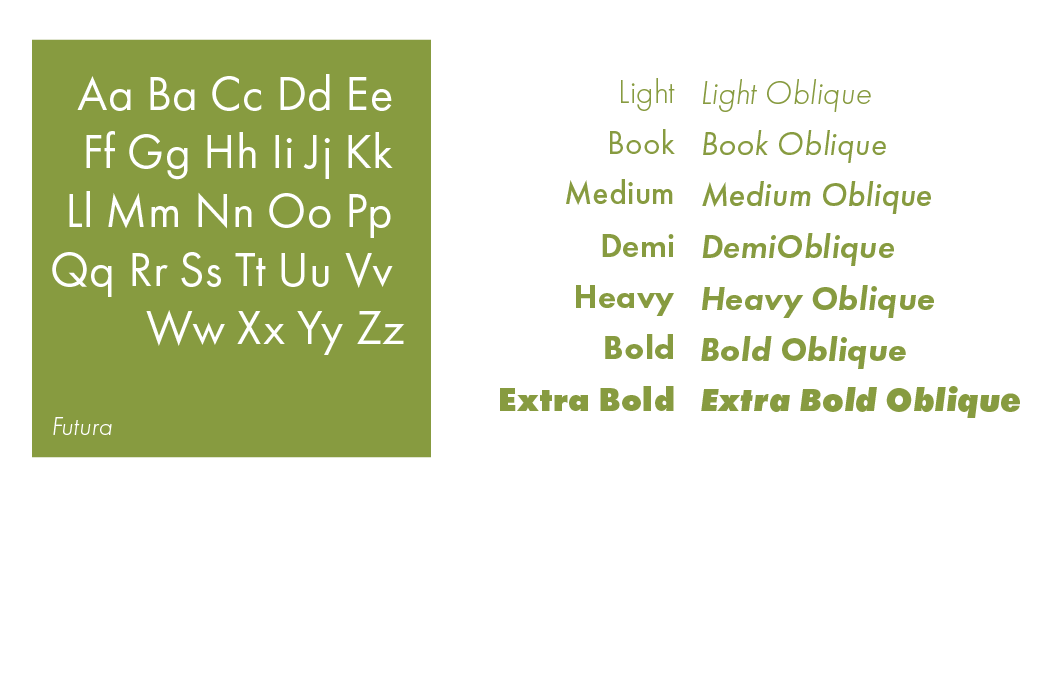 Aa Ba Cc Dd Ee
Ff Gg Hh Ii Jj Kk
Ll Mm Nn Oo Pp
Qq Rr Ss Tt Uu Vv
Ww Xx Yy Zz
Futura
Light Light Oblique
Book Book Oblique
Medium Medium Oblique
Demi DemiOblique
Heavy Heavy Oblique
Bold Bold Oblique
Extra Bold Extra Bold Oblique